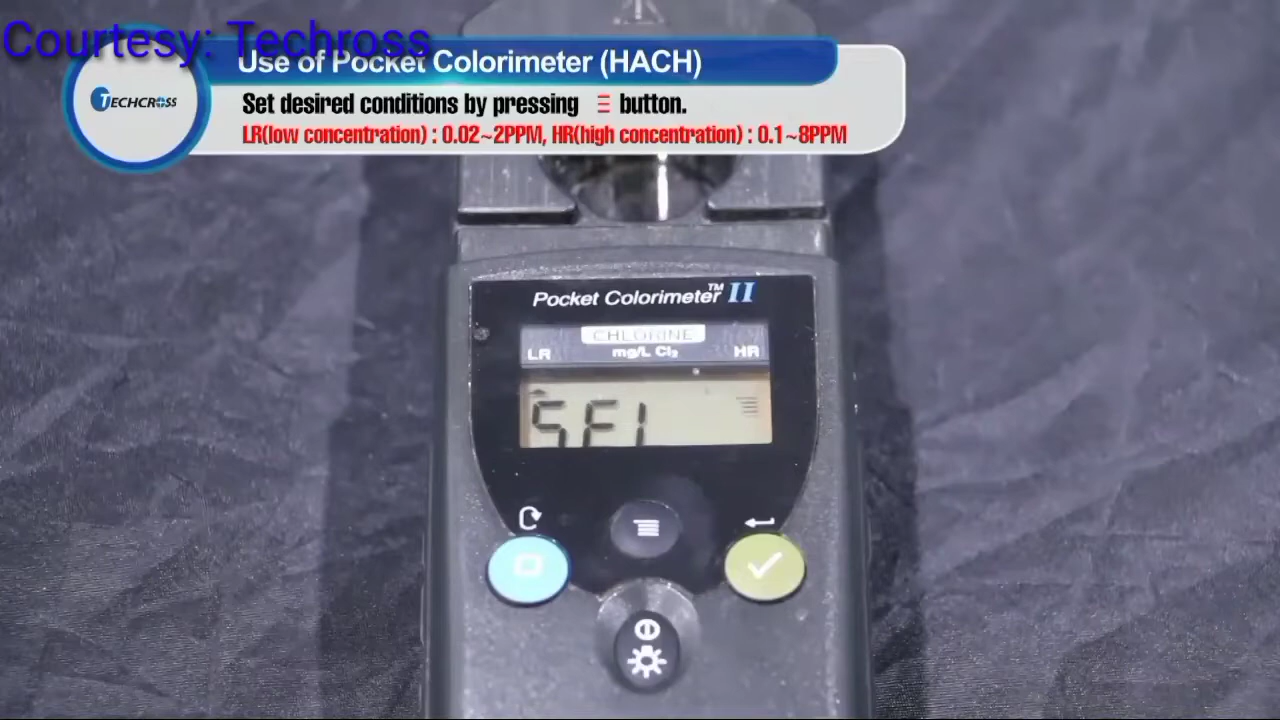 Courtesy: Techross
Use of Pocket Colorimeter (HACH)
TECHCROSS
Set desired conditions by pressing ☰ button.
LR(low concentration) : 0.02~2PPM, HR(high concentration) : 0.1~8PPM
Pocket Colorimeter™ II
CHLORINE
LR mg/L Cl₂ HR
SEL